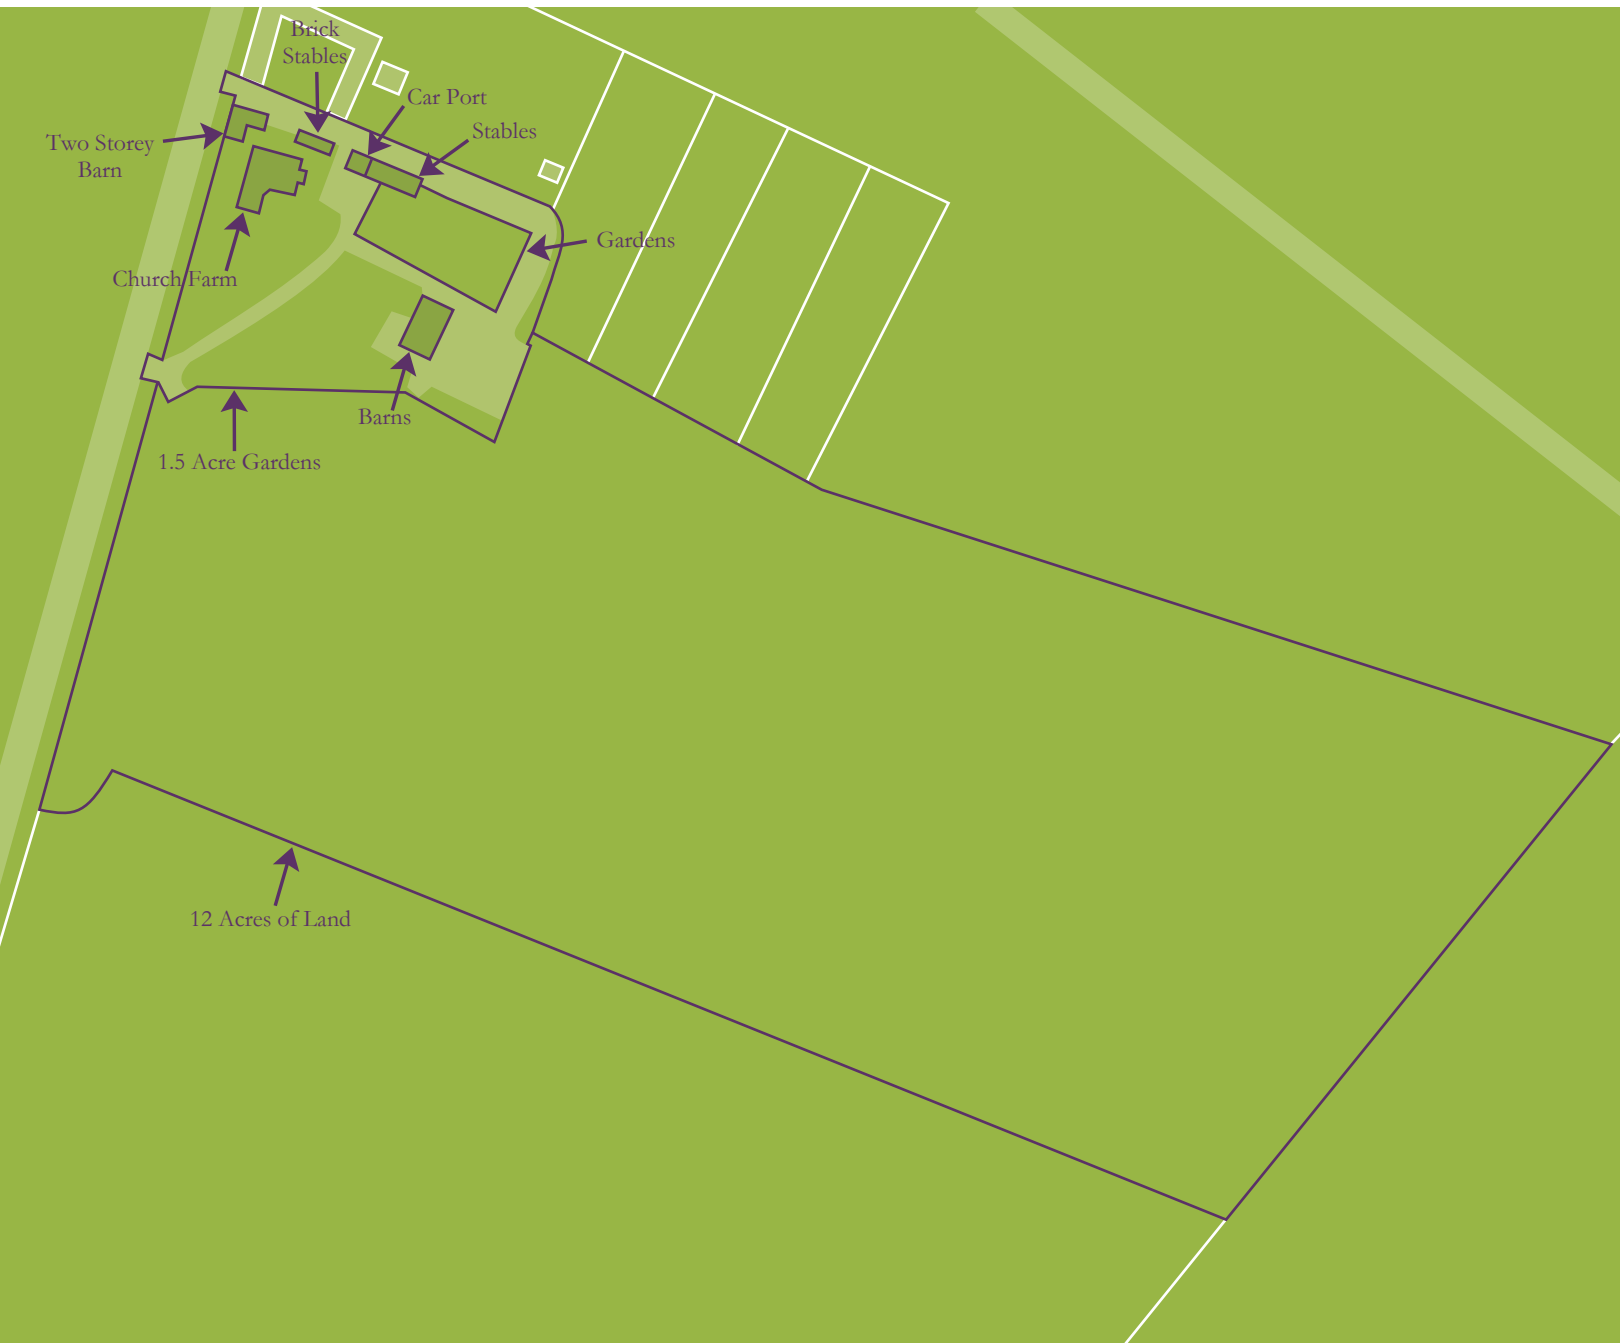 Brick
Stables
Car Port
Stables
Two Storey
Barn
Gardens
Church Farm
Barns
1.5 Acre Gardens
12 Acres of Land